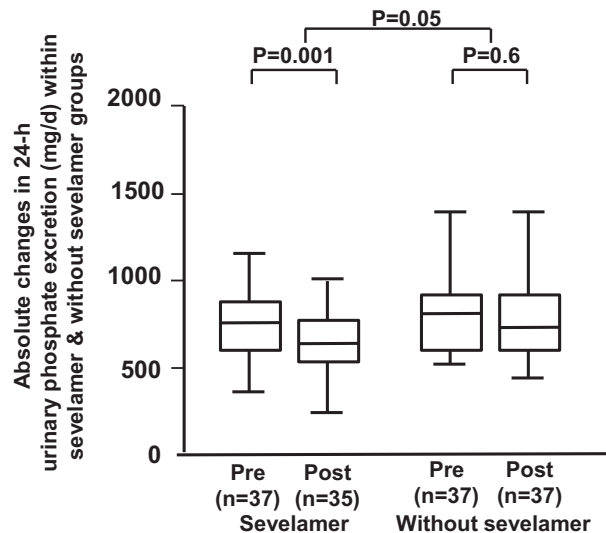 P=0.05
P=0.001
P=0.6
Absolute changes in 24-h
urinary phosphate excretion (mg/d) within
sevelamer & without sevelamer groups
2000
1500
1000
500
0
Pre
(n=37)
Post
(n=35)
Pre
(n=37)
Post
(n=37)
Sevelamer
Without sevelamer